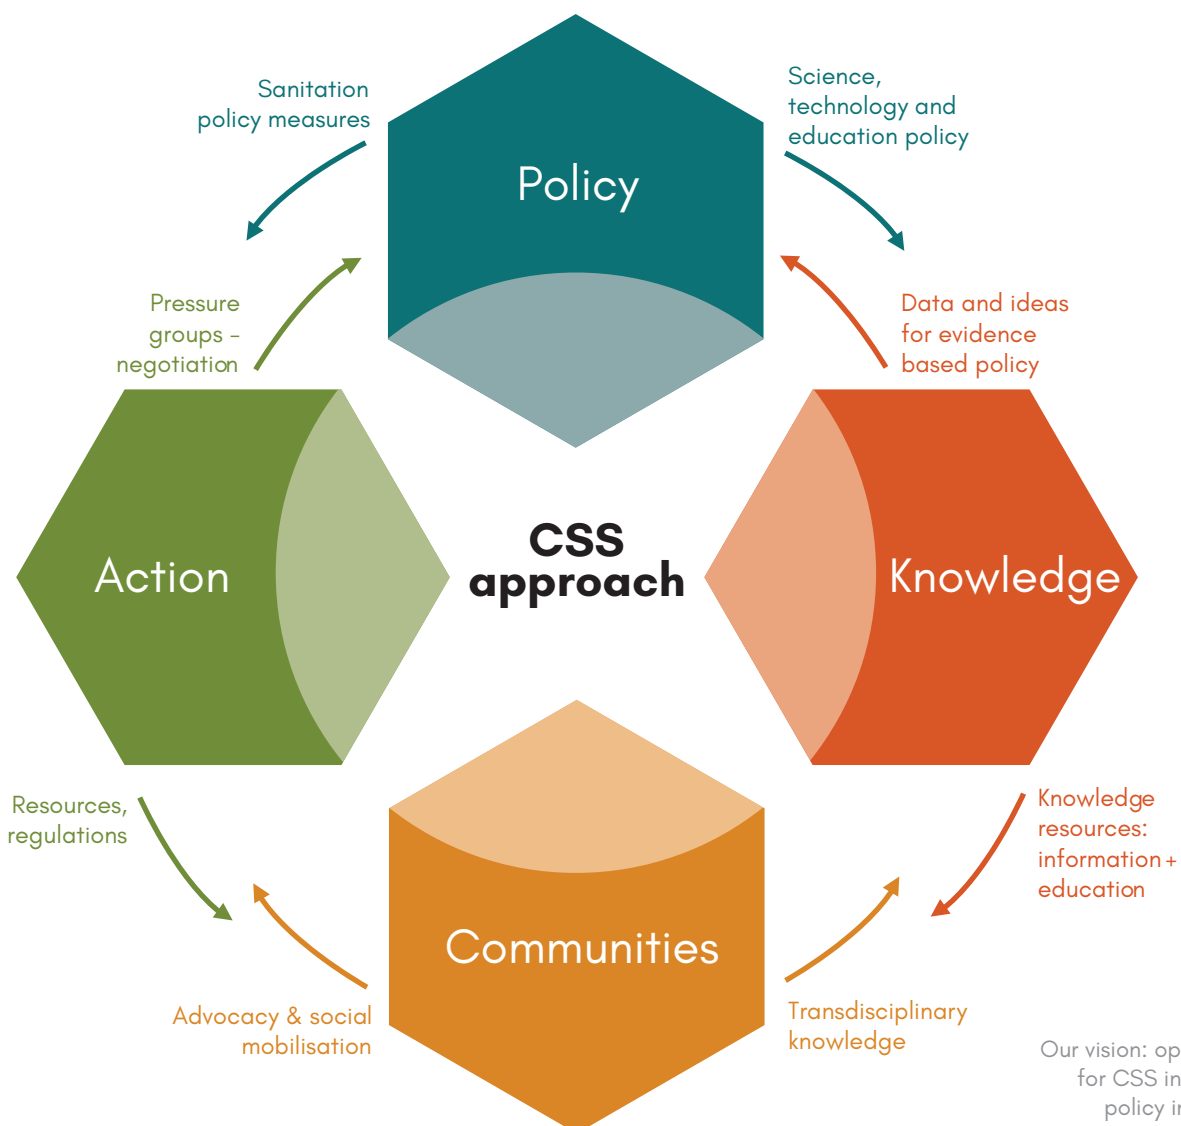 Sanitation
policy measures
Science,
technology and
education policy
Policy
Pressure
groups –
negotiation
Data and ideas
for evidence
based policy
Action
CSS
approach
Knowledge
Resources,
regulations
Knowledge
resources:
information +
education
Communities
Advocacy & social
mobilisation
Transdisciplinary
knowledge
Our vision: op
for CSS in
policy